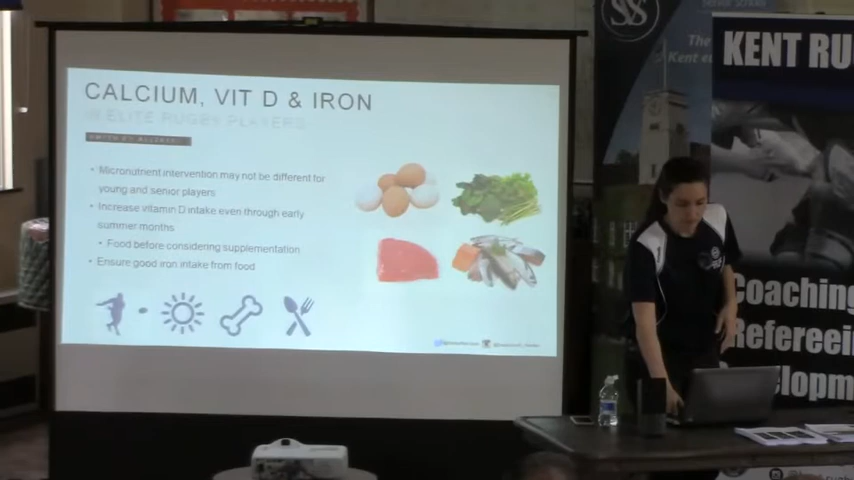 CALCIUM, VIT D & IRON
IN ELITE RUGBY PLAYERS
• Micronutrient intervention may not be different for
young and senior players
• Increase vitamin D intake even through early
summer months
• Food before considering supplementation
• Ensure good iron intake from food
SSS
The
Kent
KENT RU
Coaching
Refereein
lopm